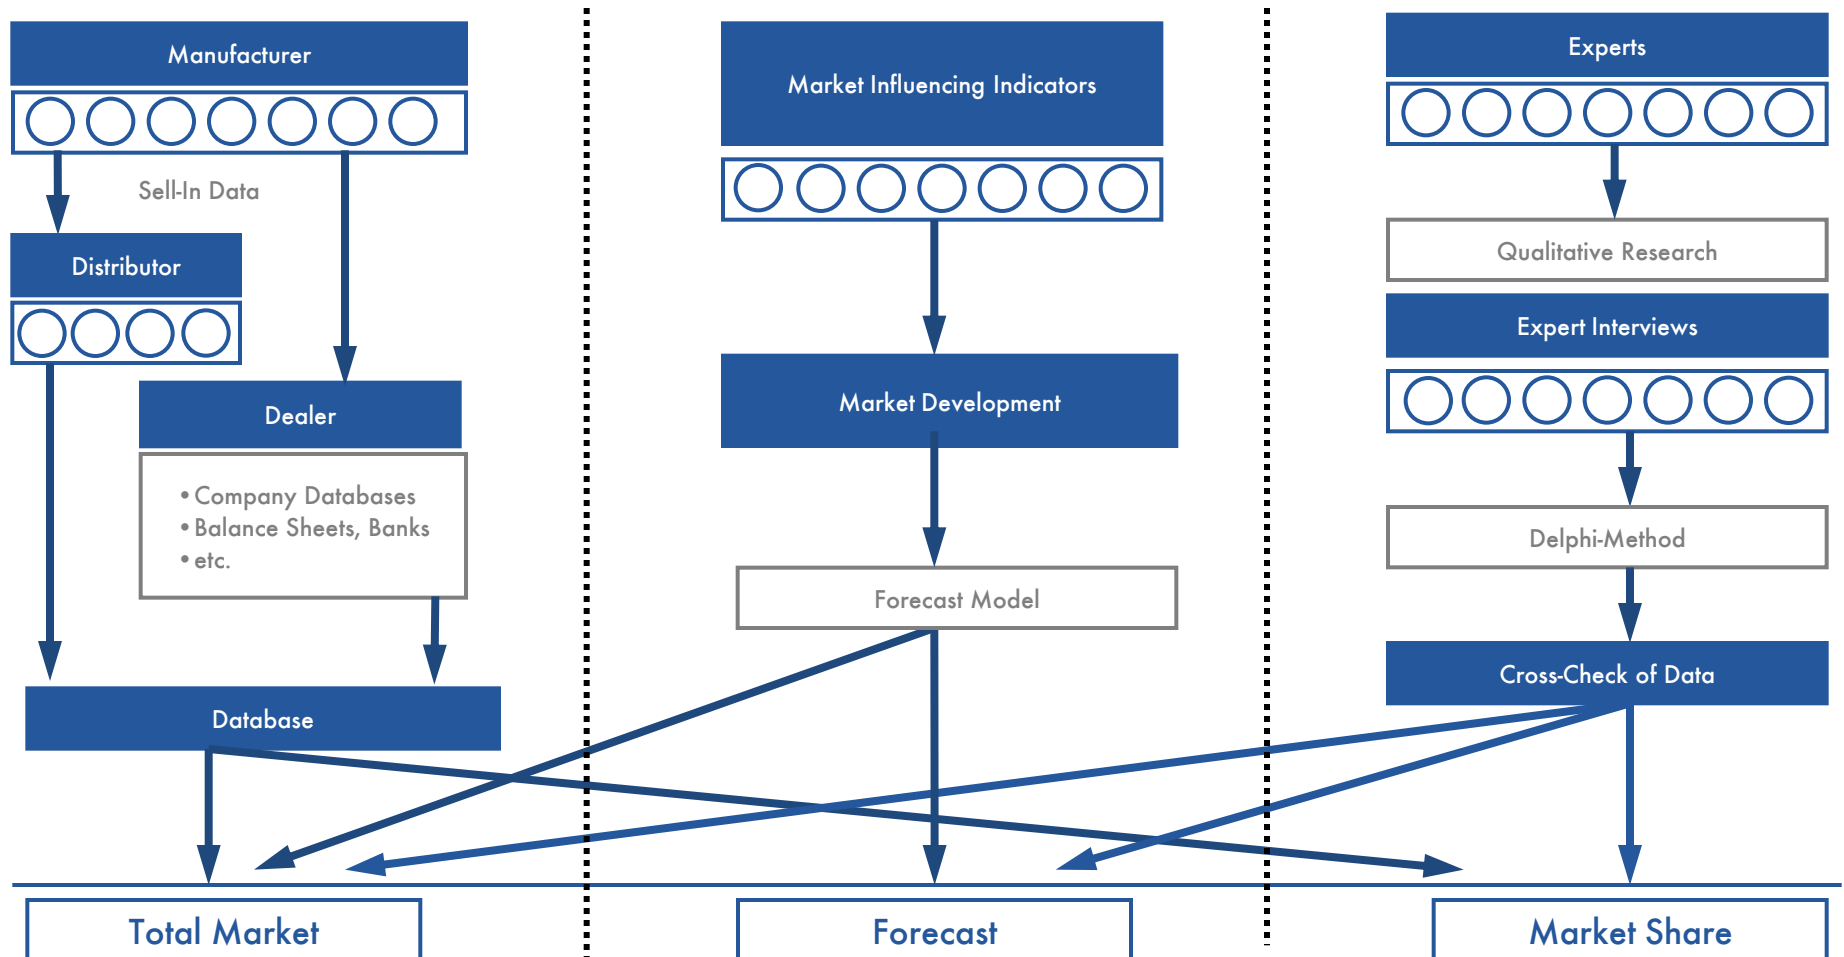 Manufacturer
Sell-In Data
Distributor
Dealer
•Company Databases
•Balance Sheets, Banks
•etc.
Database
Total Market
Market Influencing Indicators
Market Development
Forecast Model
Forecast
Experts
Qualitative Research
Expert Interviews
Delphi-Method
Cross-Check of Data
Market Share